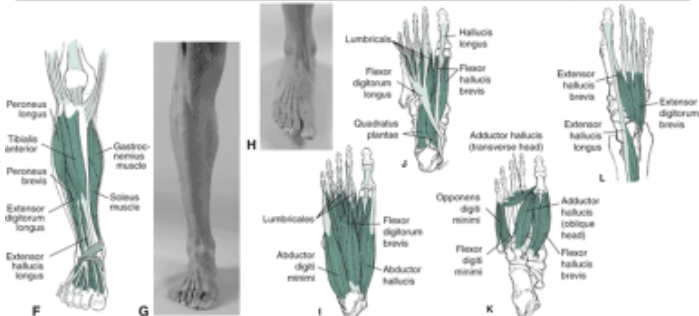 Peroneus
longus
Tibialis
anterior
Peroneus
brevis
Extensor
digitorum
longus
Extensor
hallucis
longus
Gastroc-
nemius
muscle
Soleus
muscle
F
G
H
Lumbricals
Flexor
digitorum
longus
Quadratus
plantae
Hallucis
longus
Flexor
hallucis
brevis
J
Lumbricales
Abductor
digiti
minimi
Flexor
digitorum
brevis
Abductor
hallucis
I
Adductor hallucis
(transverse head)
Opponens
digiti
minimi
Flexor
digiti
minimi
Adductor
hallucis
(oblique
head)
Flexor
hallucis
brevis
K
Extensor
hallucis
brevis
Extensor
hallucis
longus
Extensor
digitorum
brevis
L